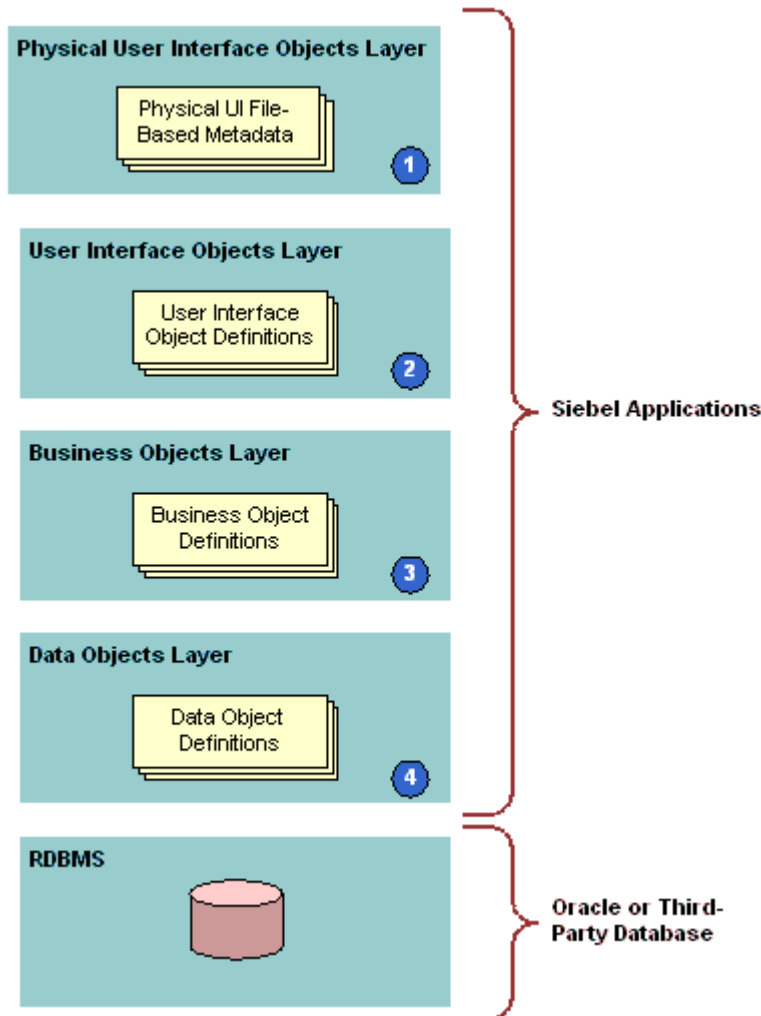 Physical User Interface Objects Layer
Physical UI File-
Based Metadata
1
User Interface Objects Layer
User Interface
Object Definitions
2
Siebel Applications
Business Objects Layer
Business Object
Definitions
3
Data Objects Layer
Data Object
Definitions
4
RDBMS
Oracle or Third-
Party Database